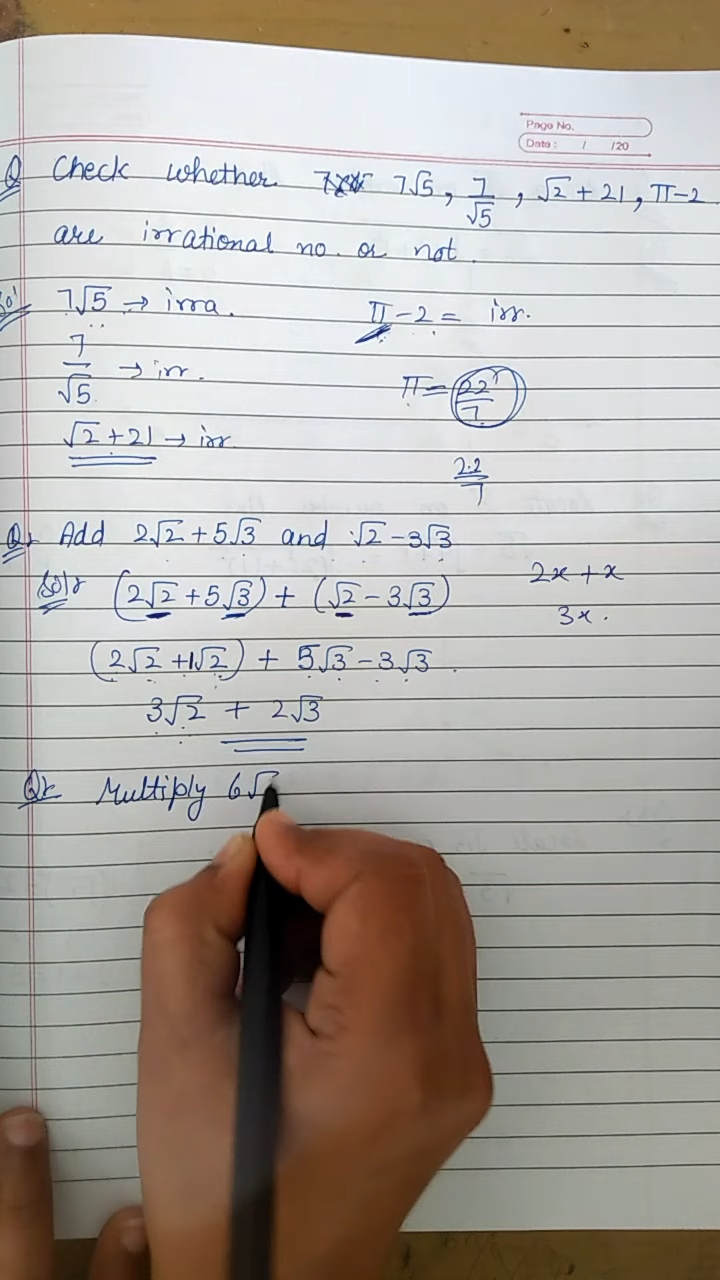 Page No.
Date : / /20
Q Check whether 7√5, 7/√5, √2 + 21, π-2
are irrational no. or not.
Sol 7√5 → irra.
π-2 = irr.
7/√5 → irr.
π = 22/7
√2 + 21 → irr
22/7
Q. Add 2√2 + 5√3 and √2 - 3√3
Sol (2√2 + 5√3) + (√2 - 3√3)
2x + x
3x.
(2√2 + 1√2) + 5√3 - 3√3.
3√2 + 2√3
Q. Multiply 6√